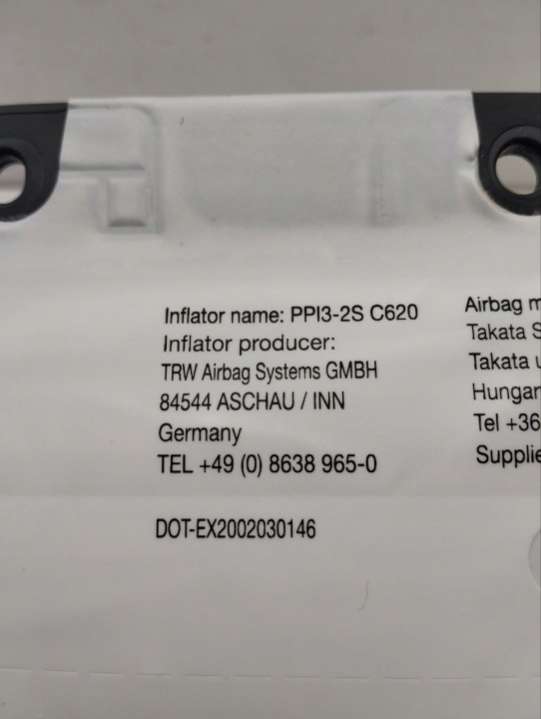 Inflator name: PPI3-2S C620
Inflator producer:
TRW Airbag Systems GMBH
84544 ASCHAU / INN
Germany
TEL +49 (0) 8638 965-0
DOT-EX2002030146
Airbag m
Takata S
Takata u
Hungar
Tel +36
Supplie